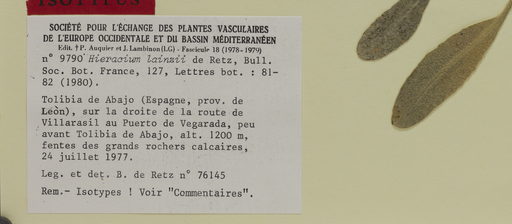 ISOTYPUS
SOCIÉTÉ POUR L'ÉCHANGE DES PLANTES VASCULAIRES
DE L'EUROPE OCCIDENTALE ET DU BASSIN MÉDITERRANÉEN
Edit. † P. Auquier et J. Lambinon (LG) - Fascicule 18 (1978-1979)
n° 9790 Hieracium lainzii de Retz, Bull.
Soc. Bot. France, 127, Lettres bot. : 81-
82 (1980).
Tolibia de Abajo (Espagne, prov. de
León), sur la droite de la route de
Villarasil au Puerto de Vegarada, peu
avant Tolibia de Abajo, alt. 1200 m,
fentes des grands rochers calcaires,
24 juillet 1977.
Leg. et det. B. de Retz n° 76145
Rem.- Isotypes ! Voir "Commentaires".